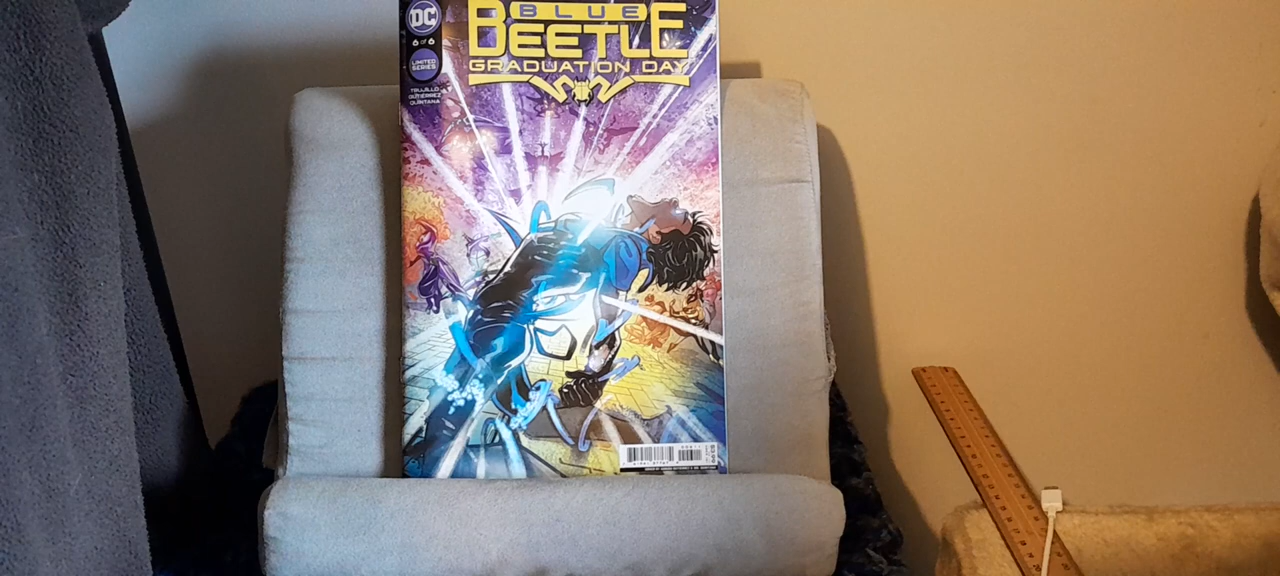 DC
6 OF 6
LIMITED
SERIES
TRUJILLO
GUTIÉRREZ
QUINTANA
BLUE
BEETLE
GRADUATION DAY